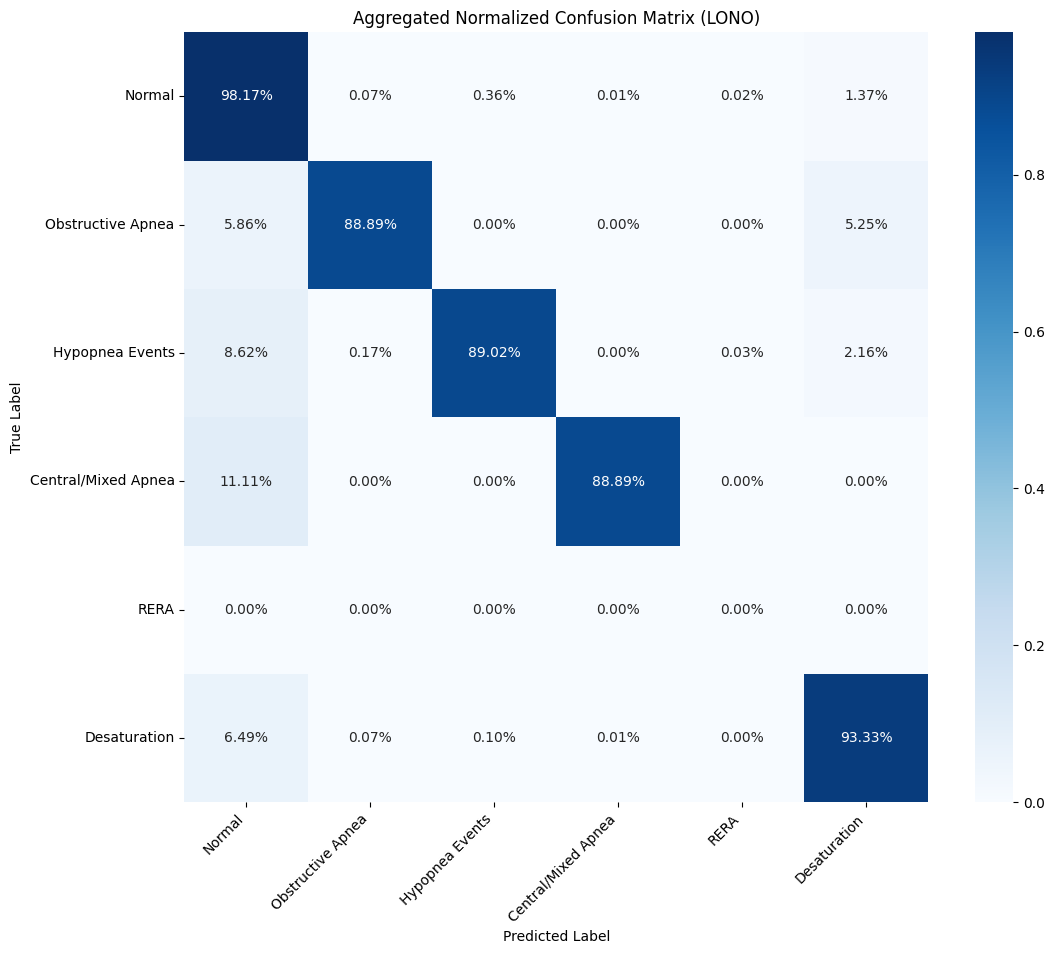 Aggregated Normalized Confusion Matrix (LONO)
Normal 98.17% 0.07% 0.36% 0.01% 0.02% 1.37%
Obstructive Apnea 5.86% 88.89% 0.00% 0.00% 0.00% 5.25%
Hypopnea Events 8.62% 0.17% 89.02% 0.00% 0.03% 2.16%
Central/Mixed Apnea 11.11% 0.00% 0.00% 88.89% 0.00% 0.00%
RERA 0.00% 0.00% 0.00% 0.00% 0.00% 0.00%
Desaturation 6.49% 0.07% 0.10% 0.01% 0.00% 93.33%
True Label
Normal
Obstructive Apnea
Hypopnea Events
Central/Mixed Apnea
RERA
Desaturation
Predicted Label
0.8
0.6
0.4
0.2
0.0